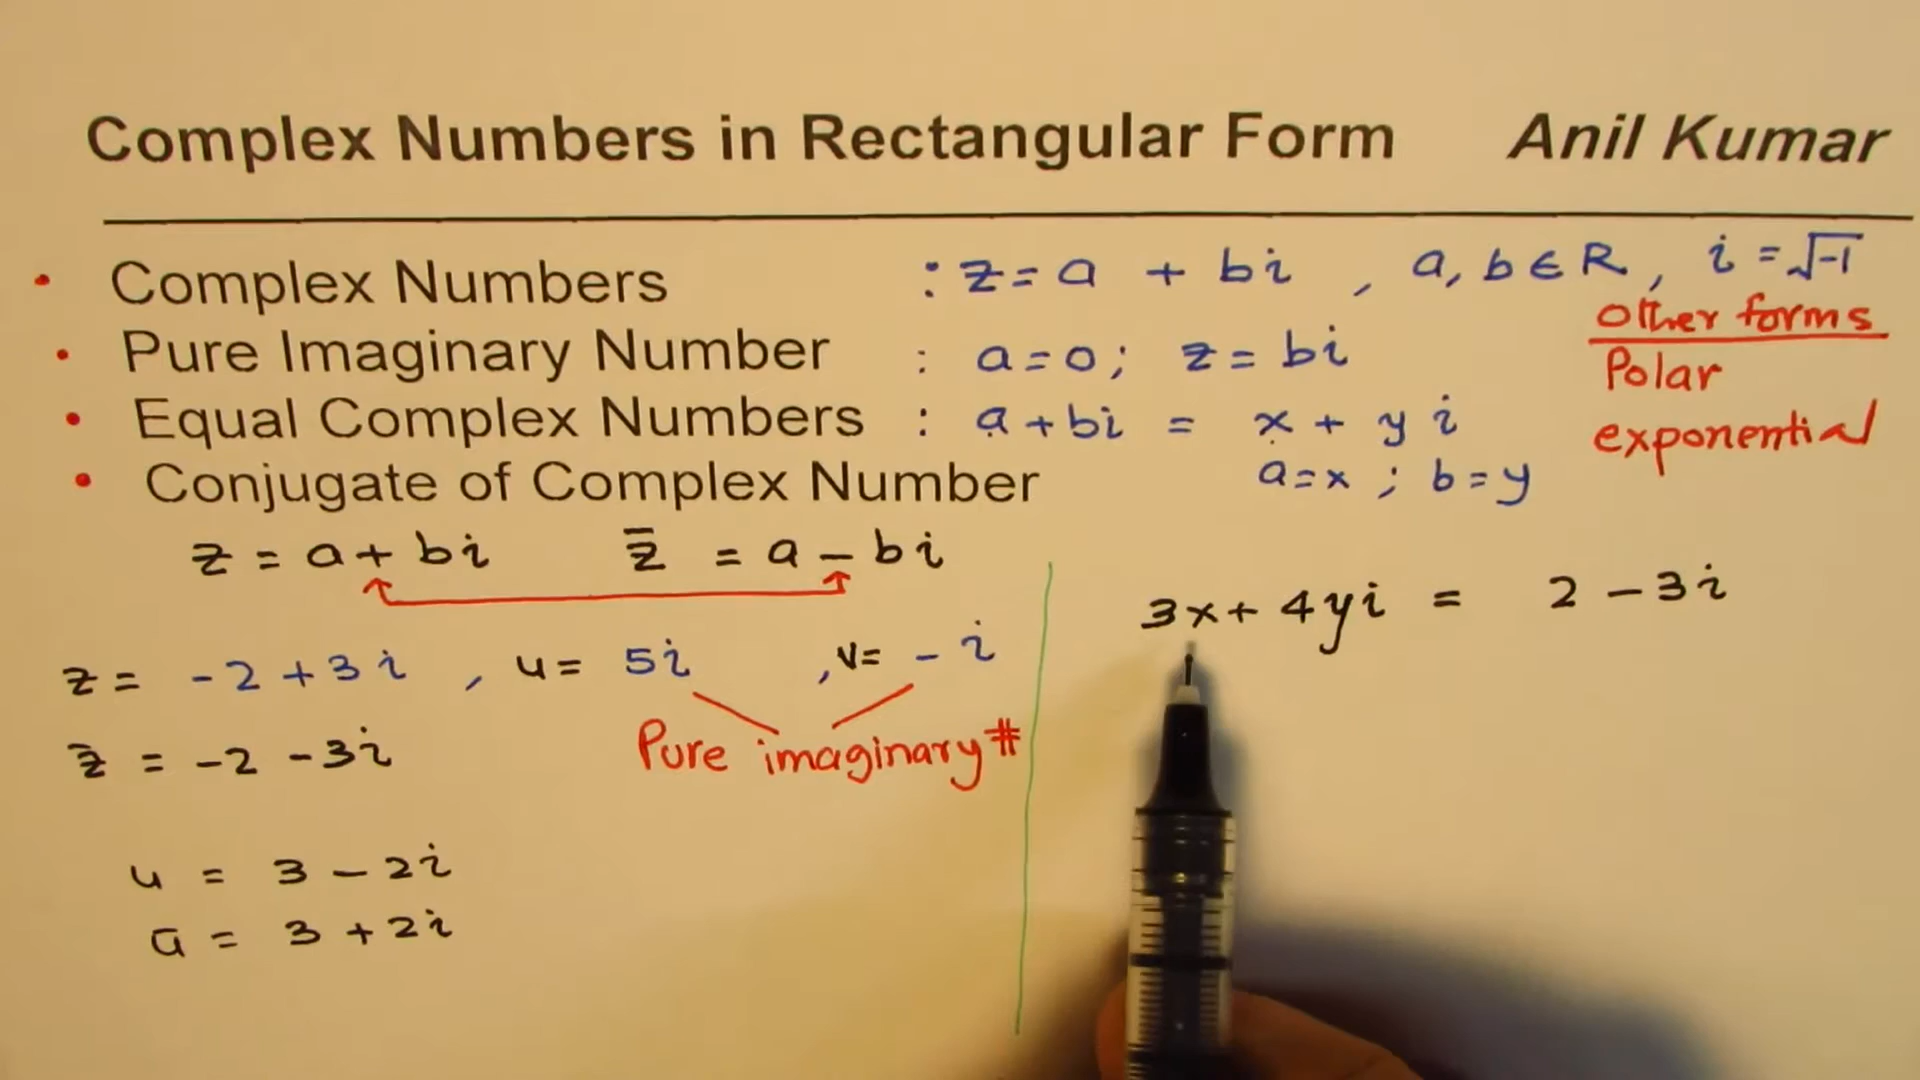 Complex Numbers in Rectangular Form Anil Kumar
• Complex Numbers : z = a + bi , a, b ∈ R , i = √-1
Other forms
• Pure Imaginary Number : a = 0 ; z = bi
Polar
• Equal Complex Numbers : a + bi = x + y i
exponential
• Conjugate of Complex Number a = x ; b = y
z = a + bi z̄ = a - bi
3x + 4yi = 2 - 3i
z = -2 + 3i , u = 5i , v = - i
z̄ = -2 - 3i
Pure imaginary #
u = 3 - 2i
ū = 3 + 2i